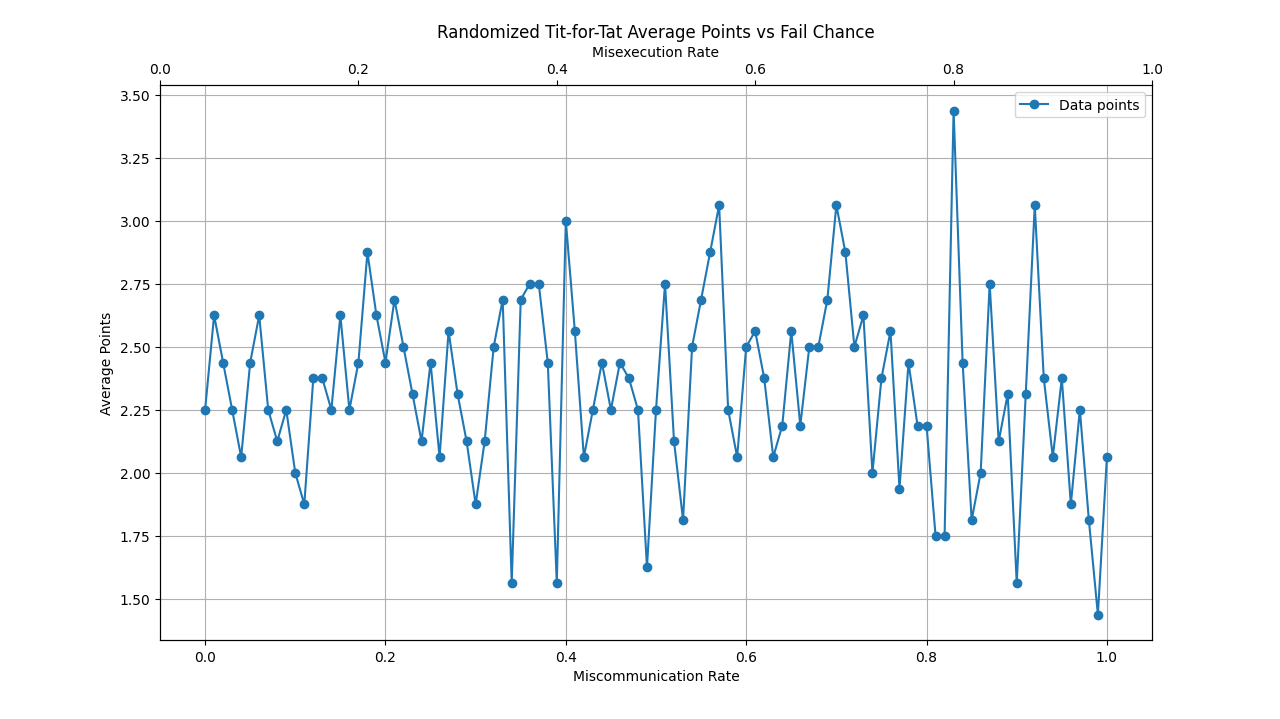 Randomized Tit-for-Tat Average Points vs Fail Chance
Misexecution Rate
0.0 0.2 0.4 0.6 0.8 1.0
Data points
3.50
3.25
3.00
2.75
2.50
2.25
2.00
1.75
1.50
Average Points
0.0 0.2 0.4 0.6 0.8 1.0
Miscommunication Rate